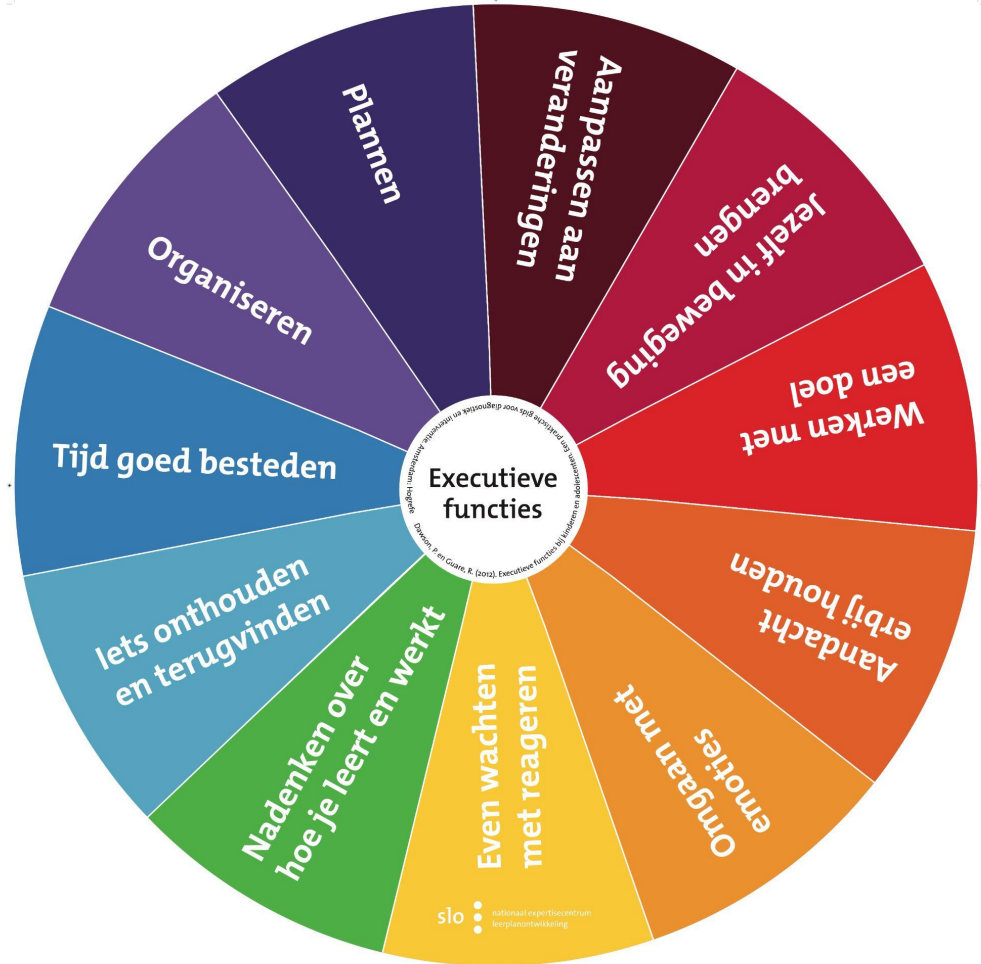 Executieve
functies
Dawson, P. en Guare, R. (2012). Executieve functies bij kinderen en adolescenten. Een praktische gids voor diagnostiek en interventie. Amsterdam: Hogrefe
Plannen
Aanpassen aan
veranderingen
Jezelf in beweging
brengen
Werken met
een doel
Aandacht
erbij houden
Omgaan met
emoties
Even wachten
met reageren
Nadenken over
hoe je leert en werkt
Iets onthouden
en terugvinden
Tijd goed besteden
Organiseren
slo
nationaal expertisecentrum
leerplanontwikkeling